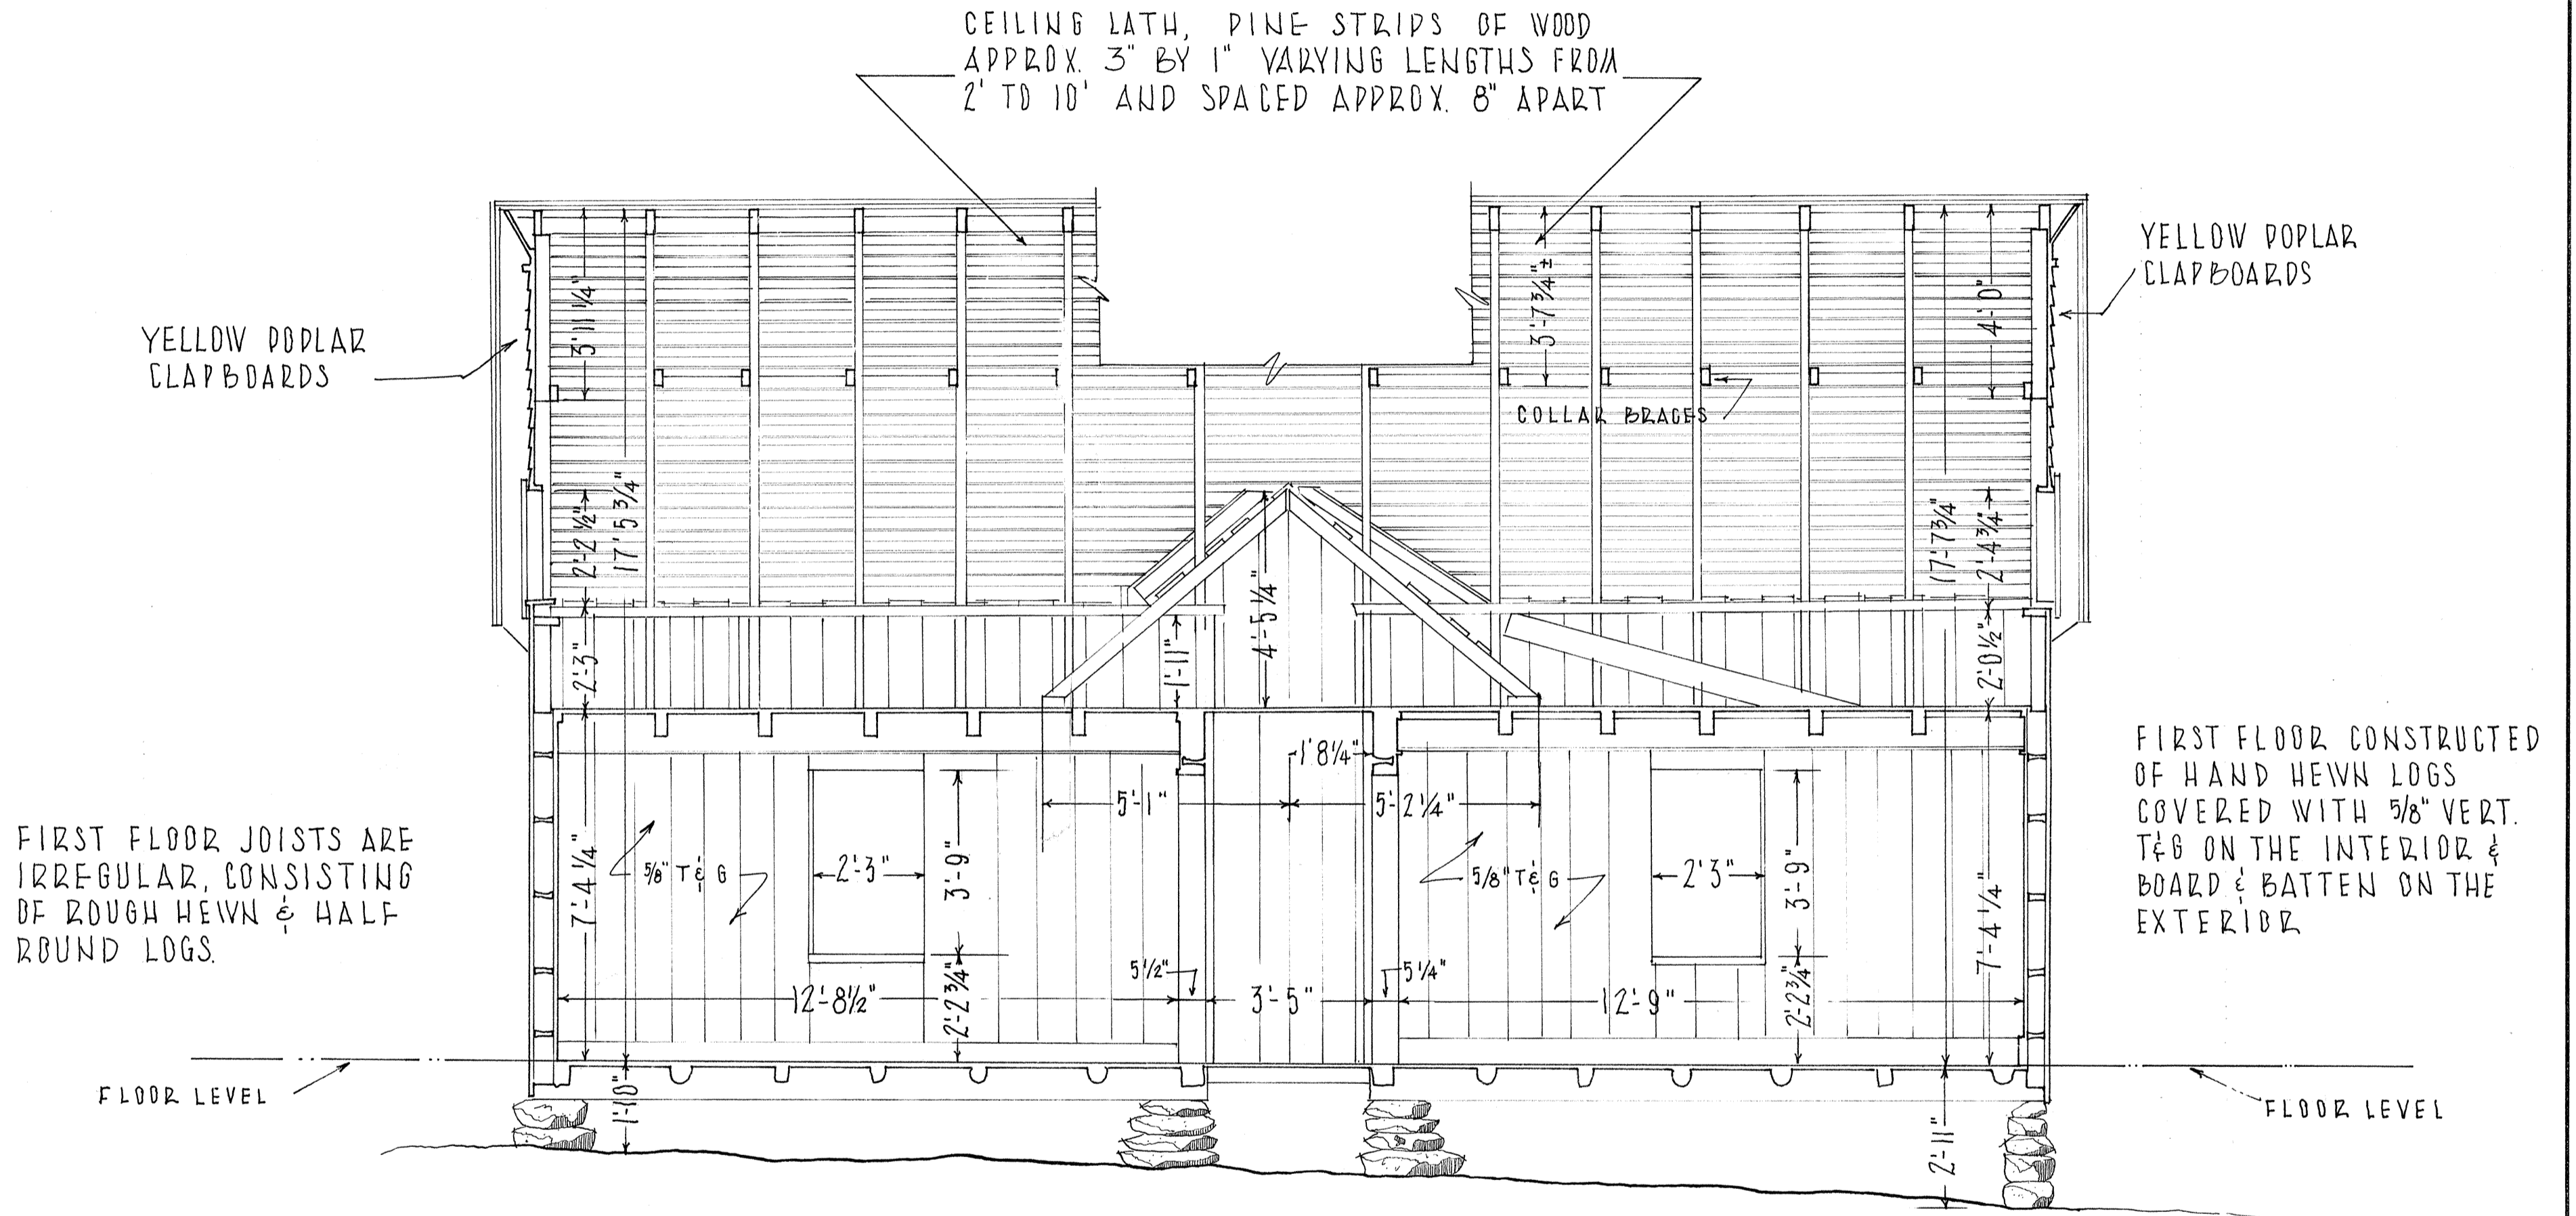 CEILING LATH, PINE STRIPS OF WOOD
APPROX. 3" BY 1" VARYING LENGTHS FROM
2' TO 10' AND SPACED APPROX. 8" APART
YELLOW POPLAR
CLAPBOARDS
YELLOW POPLAR
CLAPBOARDS
3'11 1/4"
17'5 3/4"
2'-2 1/2"
2'-3"
3'-7 3/4" ±
4'-0"
COLLAR BRACES
17'-7 3/4"
2'-4 3/4"
2'-0 1/2"
1'-11"
4'-5 1/4"
1'8 1/4"
5'-1"
5'-2 1/4"
FIRST FLOOR JOISTS ARE
IRREGULAR, CONSISTING
OF ROUGH HEWN & HALF
ROUND LOGS.
FIRST FLOOR CONSTRUCTED
OF HAND HEWN LOGS
COVERED WITH 5/8" VERT.
T&G ON THE INTERIOR &
BOARD & BATTEN ON THE
EXTERIOR
7'-4 1/4"
5/8" T & G
2'-3"
3'-9"
5/8" T & G
2'3"
3'-9"
7'-4 1/4"
12'-8 1/2"
2'-2 3/4"
5 1/2"
3'-5"
5 1/4"
12'-9"
2'-2 3/4"
FLOOR LEVEL
1'-10"
2'-11"
FLOOR LEVEL